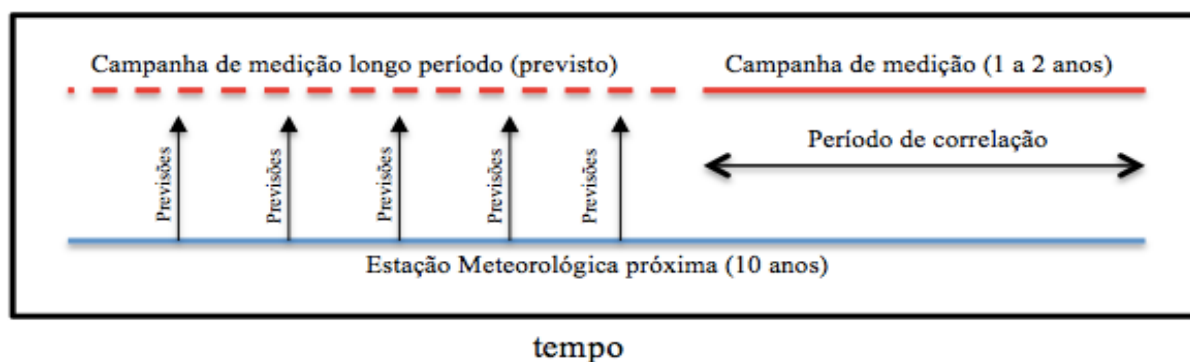 Campanha de medição longo período (previsto)
Campanha de medição (1 a 2 anos)
Previsões
Previsões
Previsões
Previsões
Previsões
Período de correlação
Estação Meteorológica próxima (10 anos)
tempo